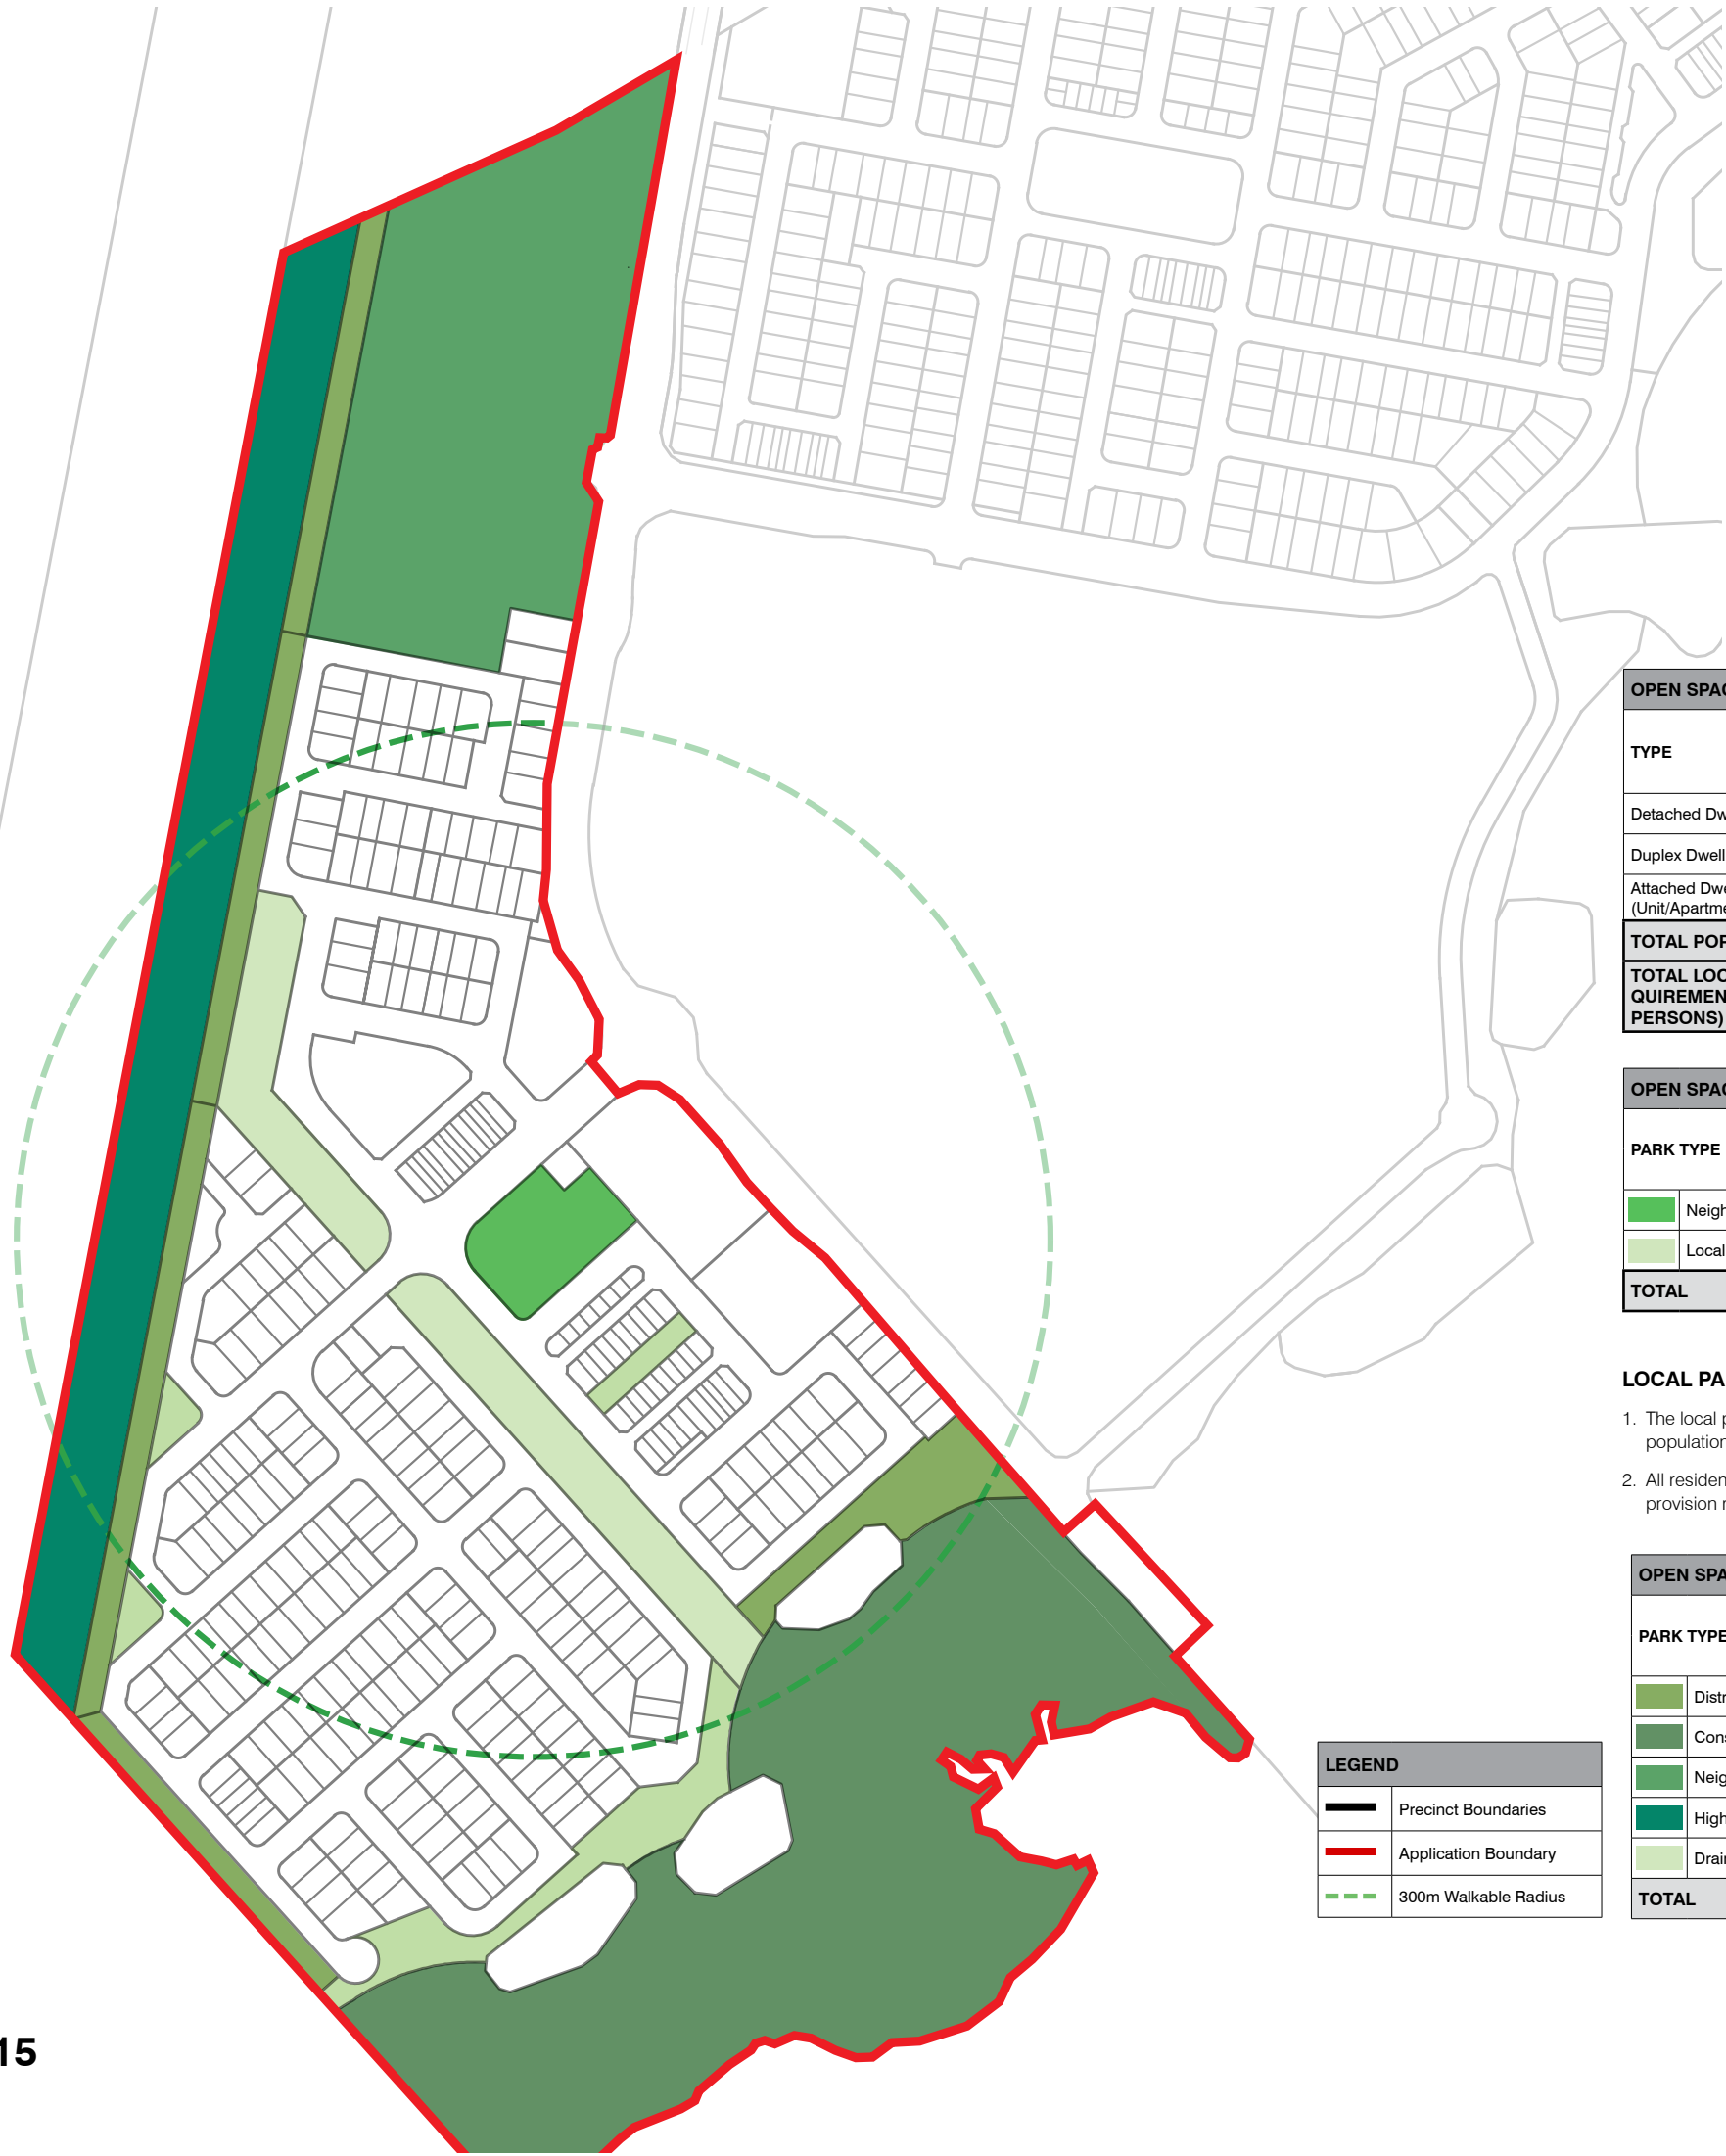 OPEN SPAC
TYPE
Detached Dw
Duplex Dwell
Attached Dwe
(Unit/Apartme
TOTAL POP
TOTAL LOC
QUIREMEN
PERSONS)
OPEN SPAC
PARK TYPE
Neigh
Local
TOTAL
LOCAL PA
1. The local p
population
2. All residen
provision r
OPEN SPA
PARK TYPE
Distr
Cons
Neig
High
Drain
TOTAL
LEGEND
Precinct Boundaries
Application Boundary
300m Walkable Radius
15